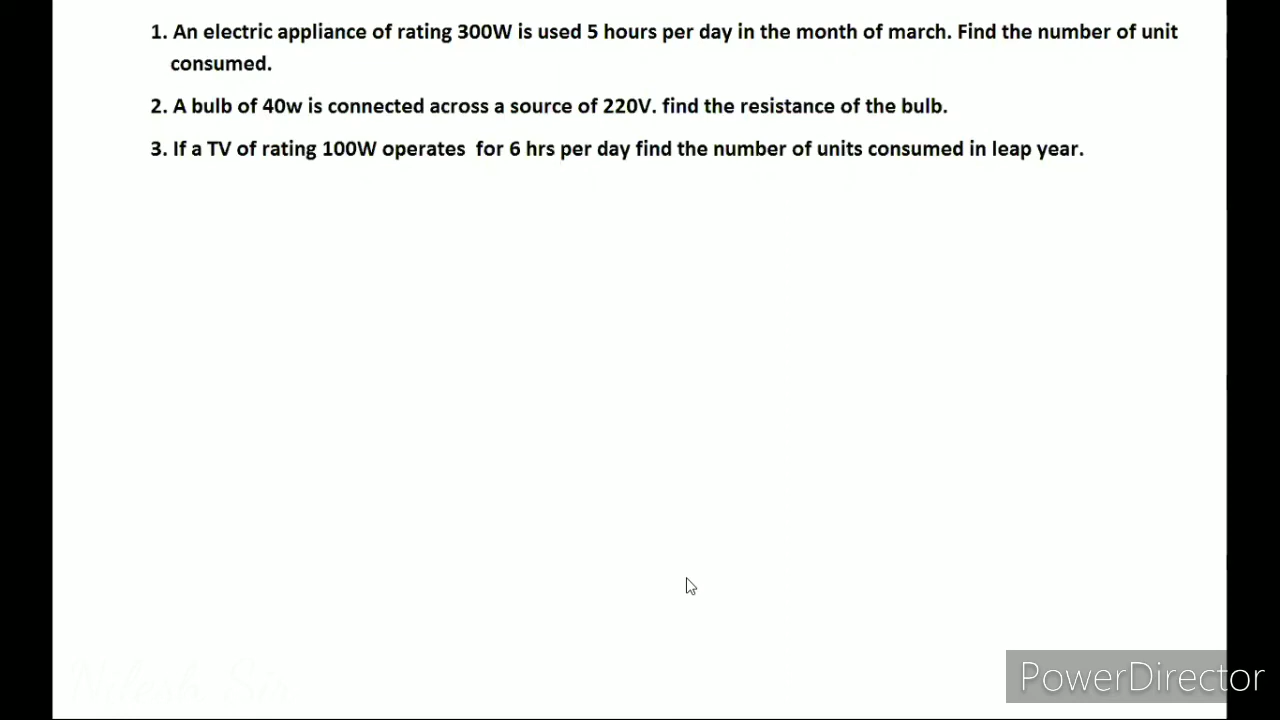 1. An electric appliance of rating 300W is used 5 hours per day in the month of march. Find the number of unit
consumed.
2. A bulb of 40w is connected across a source of 220V. find the resistance of the bulb.
3. If a TV of rating 100W operates for 6 hrs per day find the number of units consumed in leap year.
PowerDirector